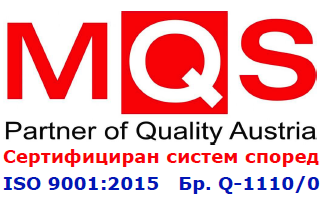 MQS
Partner of Quality Austria
Сертифициран систем според
ISO 9001:2015 Бр. Q-1110/0